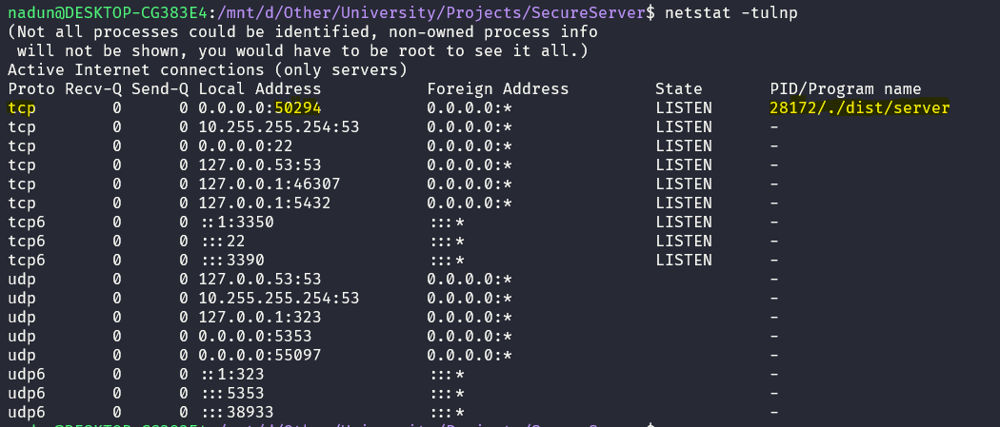 nadun@DESKTOP-CG383E4:/mnt/d/Other/University/Projects/SecureServer$ netstat -tulnp
(Not all processes could be identified, non-owned process info
 will not be shown, you would have to be root to see it all.)
Active Internet connections (only servers)
Proto Recv-Q Send-Q Local Address           Foreign Address         State       PID/Program name
tcp        0      0 0.0.0.0:50294           0.0.0.0:*               LISTEN      28172/./dist/server
tcp        0      0 10.255.255.254:53       0.0.0.0:*               LISTEN      -
tcp        0      0 0.0.0.0:22              0.0.0.0:*               LISTEN      -
tcp        0      0 127.0.0.53:53           0.0.0.0:*               LISTEN      -
tcp        0      0 127.0.0.1:46307         0.0.0.0:*               LISTEN      -
tcp        0      0 127.0.0.1:5432          0.0.0.0:*               LISTEN      -
tcp6       0      0 ::1:3350                :::*                    LISTEN      -
tcp6       0      0 :::22                   :::*                    LISTEN      -
tcp6       0      0 :::3390                 :::*                    LISTEN      -
udp        0      0 127.0.0.53:53           0.0.0.0:*                           -
udp        0      0 10.255.255.254:53       0.0.0.0:*                           -
udp        0      0 127.0.0.1:323           0.0.0.0:*                           -
udp        0      0 0.0.0.0:5353            0.0.0.0:*                           -
udp        0      0 0.0.0.0:55097           0.0.0.0:*                           -
udp6       0      0 ::1:323                 :::*                                -
udp6       0      0 :::5353                 :::*                                -
udp6       0      0 :::38933                :::*                                -
nadun@DESKTOP-CG383E4:/mnt/d/Other/University/Projects/SecureServer$